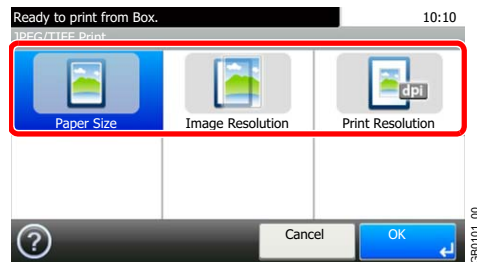 Ready to print from Box.
10:10
JPEG/TIFF Print
Paper Size
Image Resolution
dpi
Print Resolution
?
Cancel
OK
GB0101_00